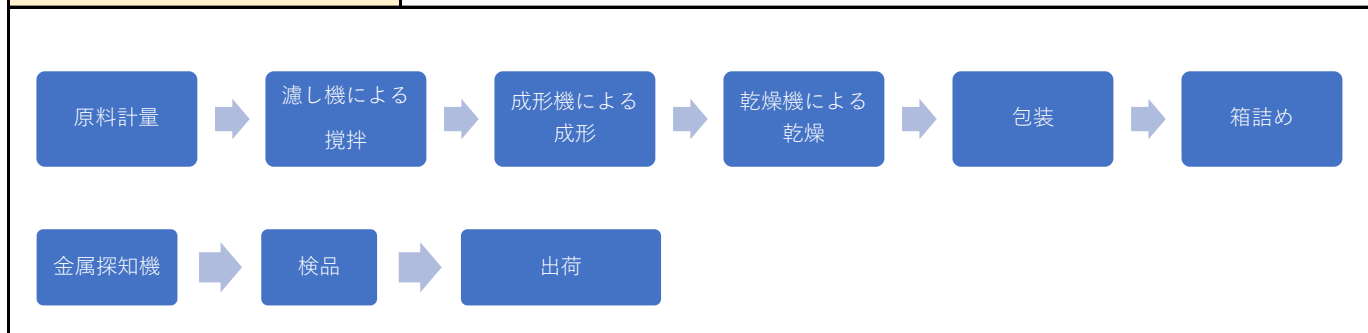 原料計量
濾し機による
撹拌
成形機による
成形
乾燥機による
乾燥
包装
箱詰め
金属探知機
検品
出荷